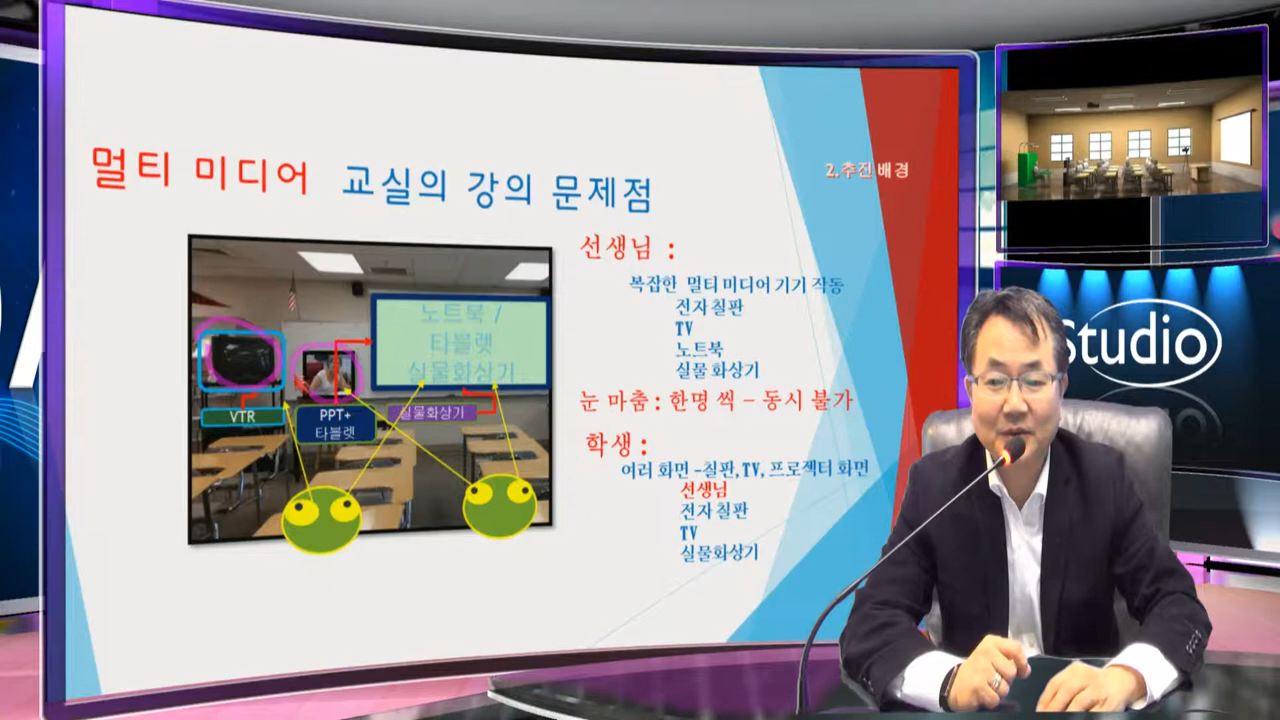 멀티 미디어 교실의 강의 문제점
2.추진 배경
선생님 :
복잡한 멀티 미디어 기기 작동
전자 칠판
TV
노트북
실물 화상기
눈 마춤 : 한명 씩 – 동시 불가
학생 :
여러 화면 -칠판, TV, 프로젝터 화면
선생님
전자 칠판
TV
실물화상기
노트북 /
타블렛
실물화상기
VTR
PPT+
타블렛
실물화상기
Studio